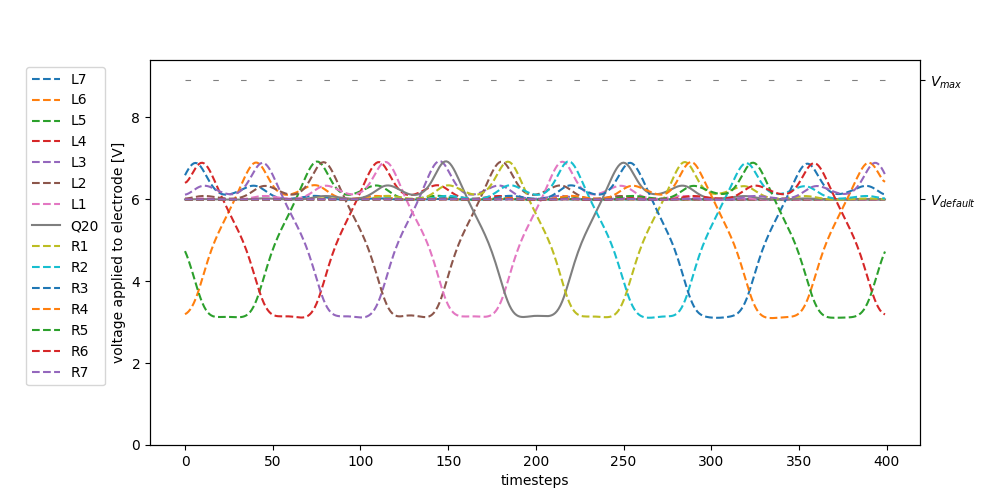 L7
L6
L5
L4
L3
L2
L1
Q20
R1
R2
R3
R4
R5
R6
R7
voltage applied to electrode [V]
8
6
4
2
0
0 50 100 150 200 250 300 350 400
timesteps
V_max
V_default